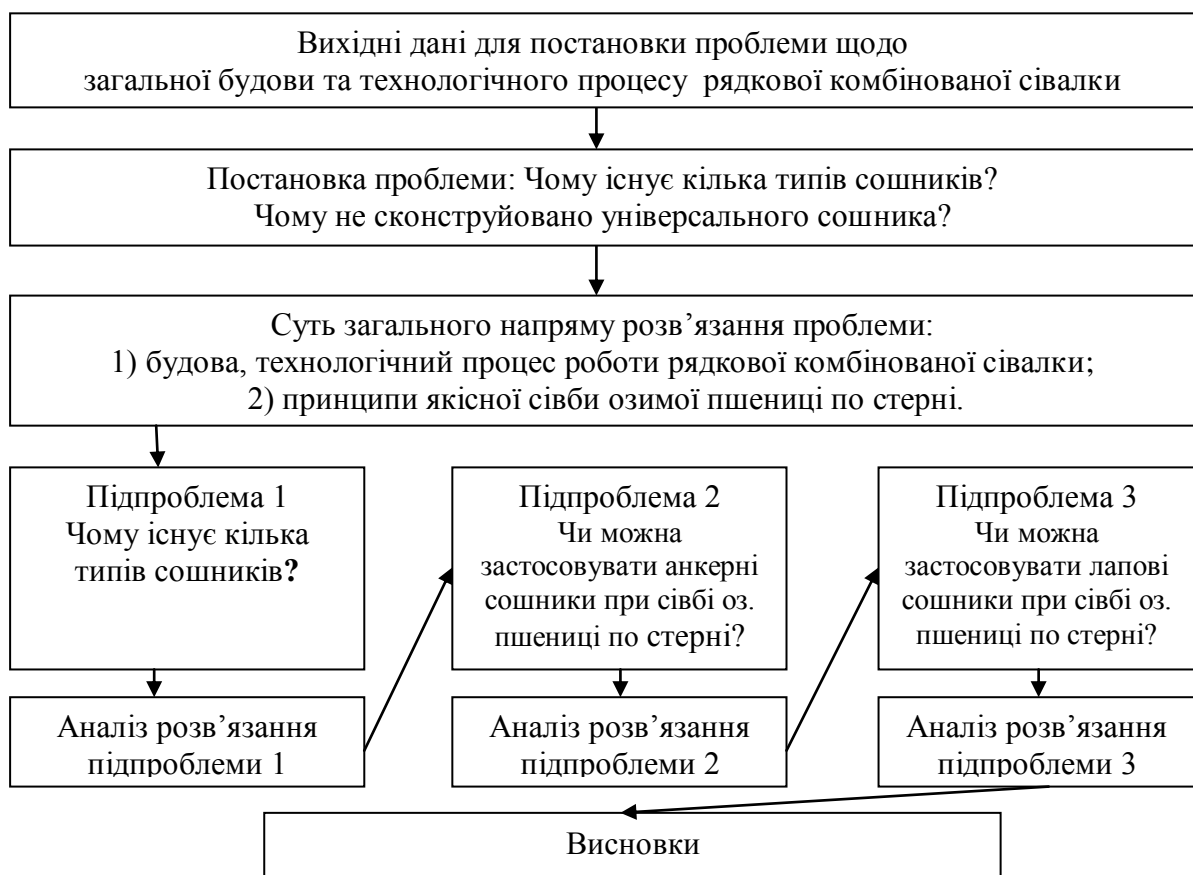 Вихідні дані для постановки проблеми щодо
загальної будови та технологічного процесу рядкової комбінованої сівалки
Постановка проблеми: Чому існує кілька типів сошників?
Чому не сконструйовано універсального сошника?
Суть загального напряму розв’язання проблеми:
1) будова, технологічний процес роботи рядкової комбінованої сівалки;
2) принципи якісної сівби озимої пшениці по стерні.
Підпроблема 1
Чому існує кілька
типів сошників?
Підпроблема 2
Чи можна
застосовувати анкерні
сошники при сівбі оз.
пшениці по стерні?
Підпроблема 3
Чи можна
застосовувати лапові
сошники при сівбі оз.
пшениці по стерні?
Аналіз розв’язання
підпроблеми 1
Аналіз розв’язання
підпроблеми 2
Аналіз розв’язання
підпроблеми 3
Висновки